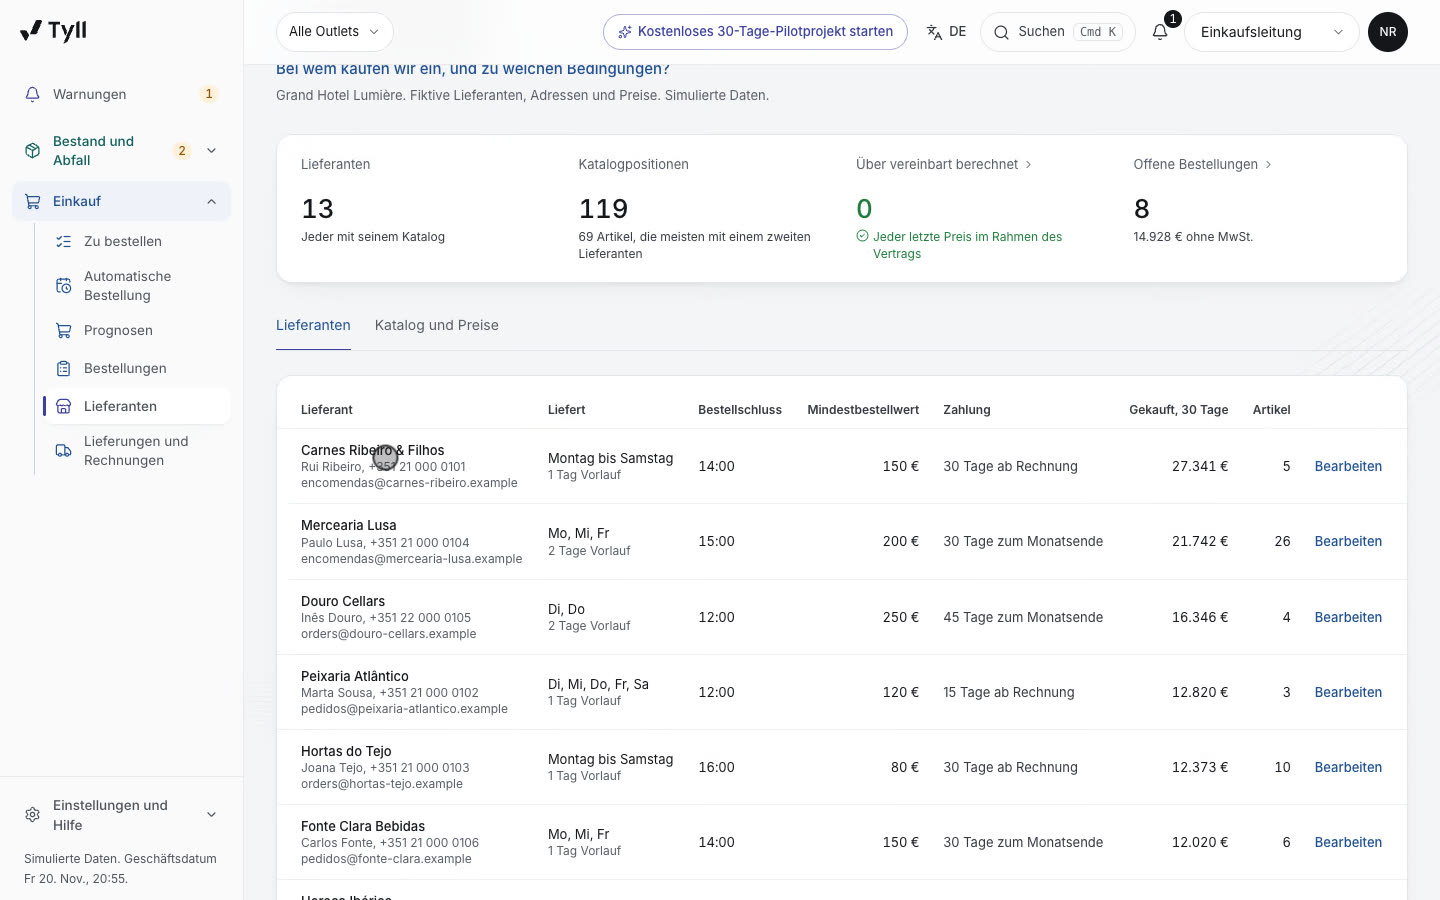 Tyll
Alle Outlets
Kostenloses 30-Tage-Pilotprojekt starten
DE
Suchen
Cmd K
1
Einkaufsleitung
NR
Warnungen
1
Bestand und
Abfall
2
Einkauf
Zu bestellen
Automatische
Bestellung
Prognosen
Bestellungen
Lieferanten
Lieferungen und
Rechnungen
Einstellungen und
Hilfe
Simulierte Daten. Geschäftsdatum
Fr 20. Nov., 20:55.
Bei wem kaufen wir ein, und zu welchen Bedingungen?
Grand Hotel Lumière. Fiktive Lieferanten, Adressen und Preise. Simulierte Daten.
Lieferanten
13
Jeder mit seinem Katalog
Katalogpositionen
119
69 Artikel, die meisten mit einem zweiten
Lieferanten
Über vereinbart berechnet
0
Jeder letzte Preis im Rahmen des
Vertrags
Offene Bestellungen
8
14.928 € ohne MwSt.
Lieferanten
Katalog und Preise
Lieferant Liefert Bestellschluss Mindestbestellwert Zahlung Gekauft, 30 Tage Artikel
Carnes Ribeiro & Filhos
Rui Ribeiro, +351 21 000 0101
encomendas@carnes-ribeiro.example
Montag bis Samstag
1 Tag Vorlauf
14:00 150 € 30 Tage ab Rechnung 27.341 € 5 Bearbeiten
Mercearia Lusa
Paulo Lusa, +351 21 000 0104
encomendas@mercearia-lusa.example
Mo, Mi, Fr
2 Tage Vorlauf
15:00 200 € 30 Tage zum Monatsende 21.742 € 26 Bearbeiten
Douro Cellars
Inês Douro, +351 22 000 0105
orders@douro-cellars.example
Di, Do
2 Tage Vorlauf
12:00 250 € 45 Tage zum Monatsende 16.346 € 4 Bearbeiten
Peixaria Atlântico
Marta Sousa, +351 21 000 0102
pedidos@peixaria-atlantico.example
Di, Mi, Do, Fr, Sa
1 Tag Vorlauf
12:00 120 € 15 Tage ab Rechnung 12.820 € 3 Bearbeiten
Hortas do Tejo
Joana Tejo, +351 21 000 0103
orders@hortas-tejo.example
Montag bis Samstag
1 Tag Vorlauf
16:00 80 € 30 Tage ab Rechnung 12.373 € 10 Bearbeiten
Fonte Clara Bebidas
Carlos Fonte, +351 21 000 0106
pedidos@fonte-clara.example
Mo, Mi, Fr
1 Tag Vorlauf
14:00 150 € 30 Tage zum Monatsende 12.020 € 6 Bearbeiten